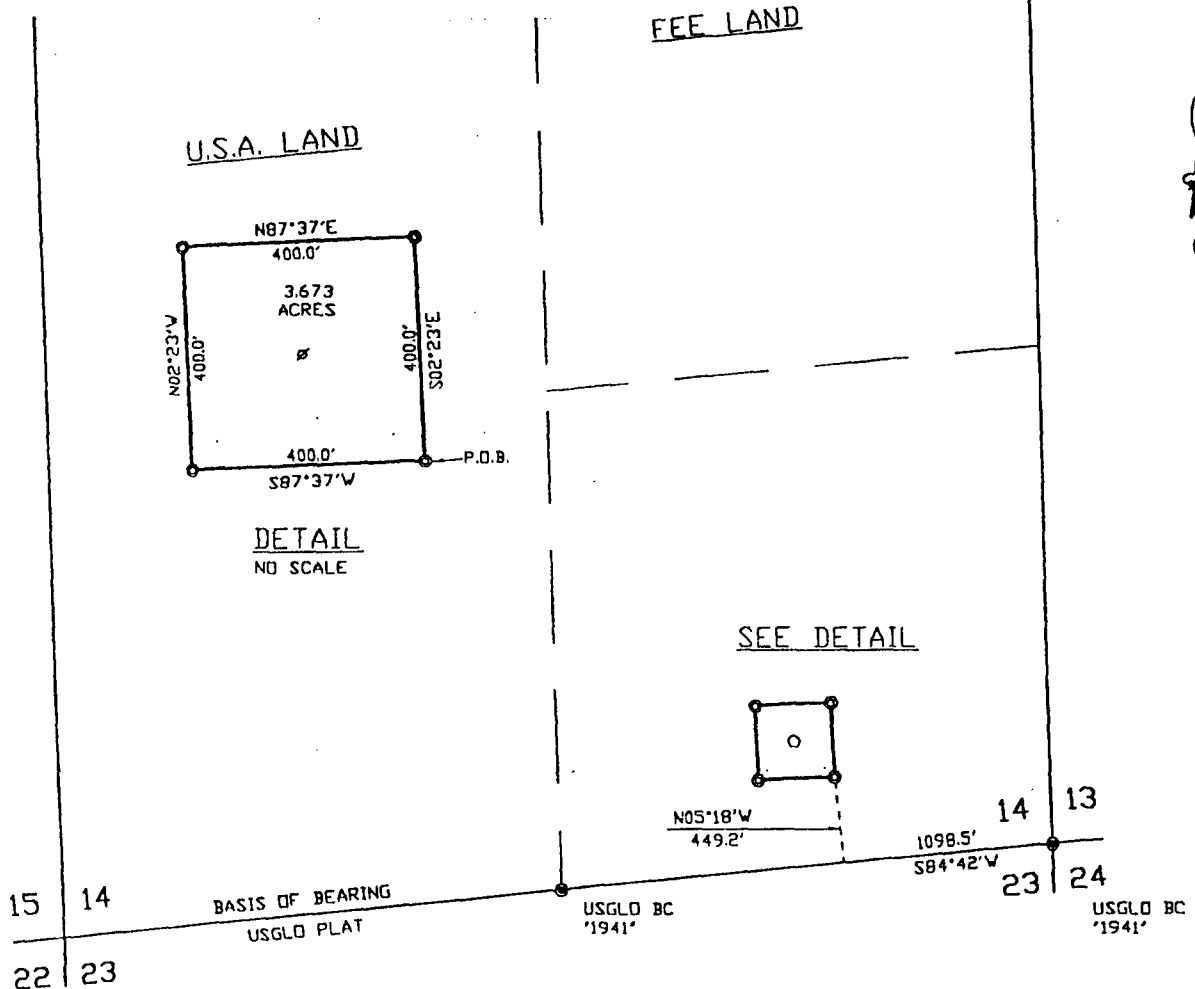 FEE LAND
U.S.A. LAND
N87°37'E
400.0'
3.673
ACRES
N02°23'W
400.0'
400.0'
S02°23'E
400.0'
S87°37'W
P.O.B.
DETAIL
NO SCALE
SEE DETAIL
N05°18'W
449.2'
14 13
1098.5'
S84°42'W
23 24
15 14
BASIS OF BEARING
USGLO PLAT
22 23
USGLO BC
"1941"
USGLO BC
"1941"